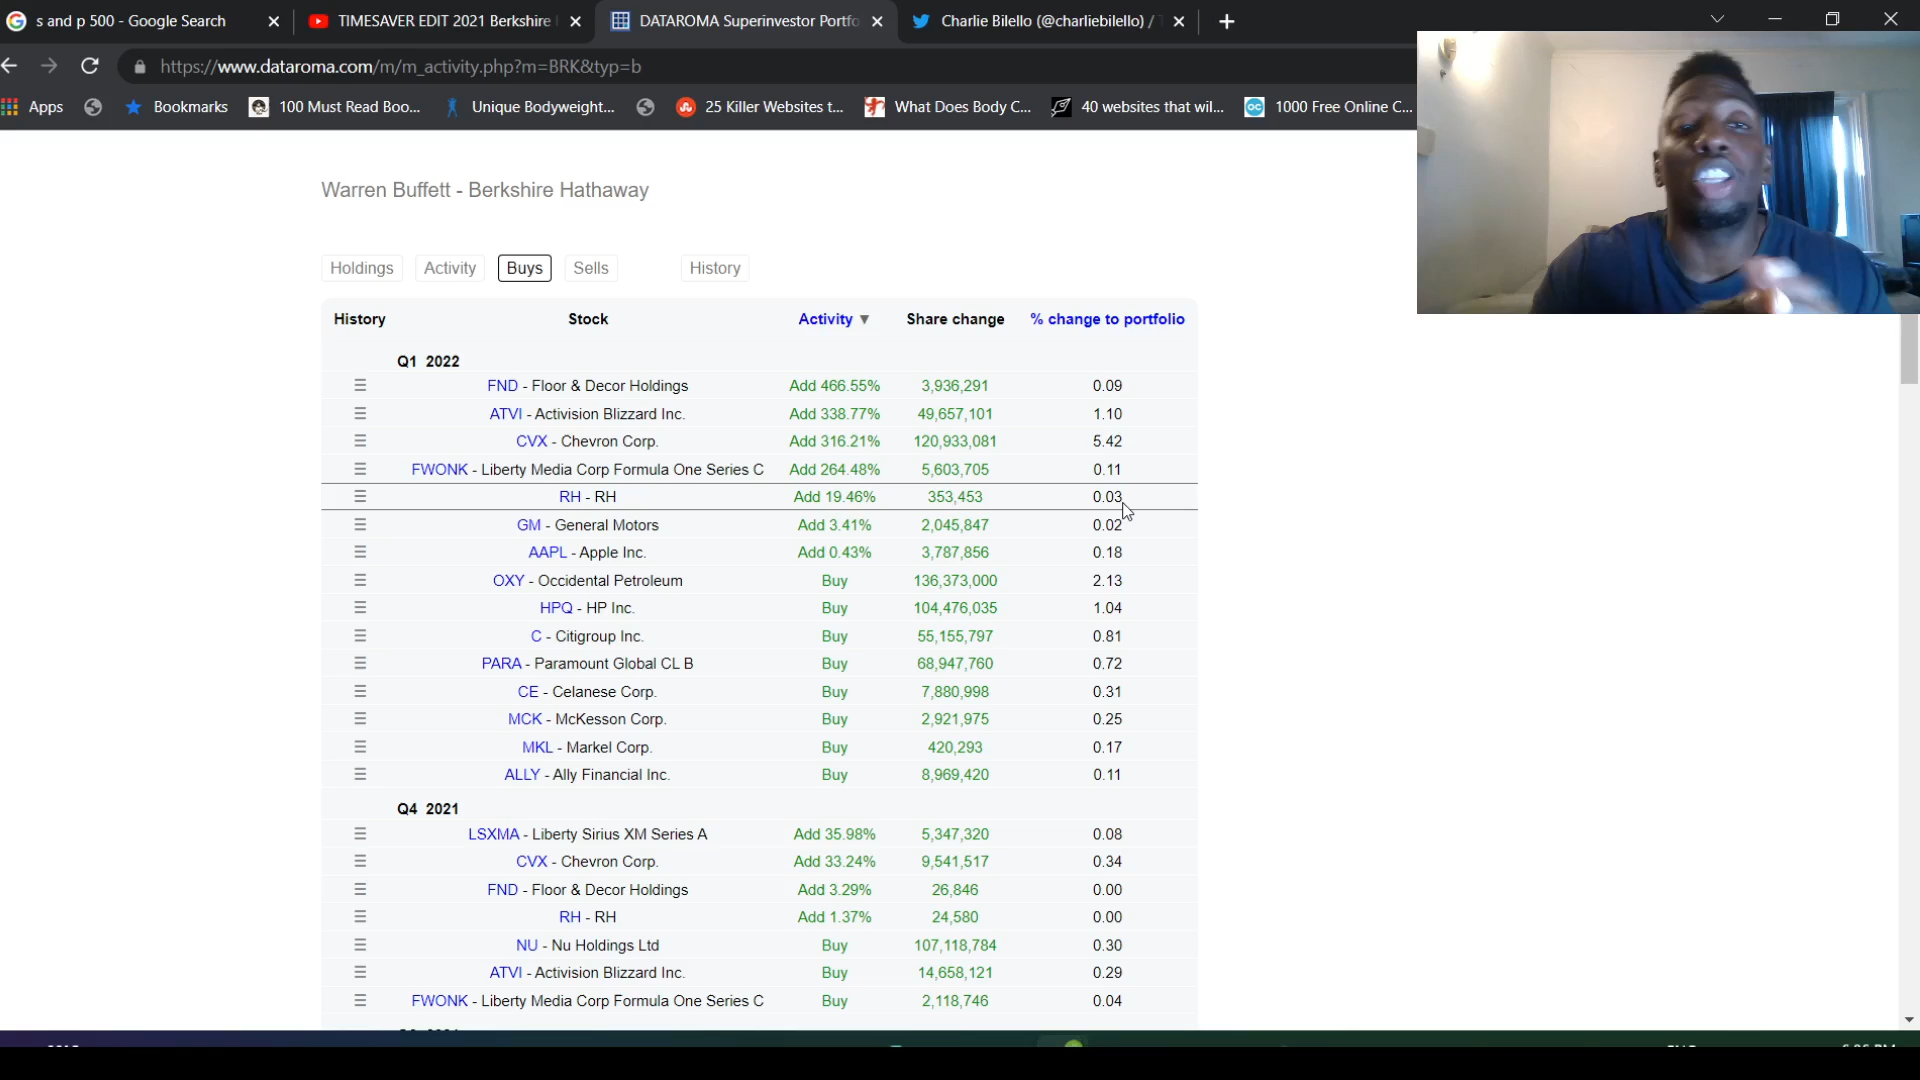 s and p 500 - Google Search
TIMESAVER EDIT 2021 Berkshire
DATAROMA Superinvestor Portfo
Charlie Bilello (@charliebilello) / T
https://www.dataroma.com/m/m_activity.php?m=BRK&typ=b
Apps
Bookmarks
100 Must Read Boo...
Unique Bodyweight...
25 Killer Websites t...
What Does Body C...
40 websites that wil...
OC 1000 Free Online C...
Warren Buffett - Berkshire Hathaway
Holdings Activity Buys Sells History
History Stock Activity ▼ Share change % change to portfolio
Q1 2022
FND - Floor & Decor Holdings Add 466.55% 3,936,291 0.09
ATVI - Activision Blizzard Inc. Add 338.77% 49,657,101 1.10
CVX - Chevron Corp. Add 316.21% 120,933,081 5.42
FWONK - Liberty Media Corp Formula One Series C Add 264.48% 5,603,705 0.11
RH - RH Add 19.46% 353,453 0.03
GM - General Motors Add 3.41% 2,045,847 0.02
AAPL - Apple Inc. Add 0.43% 3,787,856 0.18
OXY - Occidental Petroleum Buy 136,373,000 2.13
HPQ - HP Inc. Buy 104,476,035 1.04
C - Citigroup Inc. Buy 55,155,797 0.81
PARA - Paramount Global CL B Buy 68,947,760 0.72
CE - Celanese Corp. Buy 7,880,998 0.31
MCK - McKesson Corp. Buy 2,921,975 0.25
MKL - Markel Corp. Buy 420,293 0.17
ALLY - Ally Financial Inc. Buy 8,969,420 0.11
Q4 2021
LSXMA - Liberty Sirius XM Series A Add 35.98% 5,347,320 0.08
CVX - Chevron Corp. Add 33.24% 9,541,517 0.34
FND - Floor & Decor Holdings Add 3.29% 26,846 0.00
RH - RH Add 1.37% 24,580 0.00
NU - Nu Holdings Ltd Buy 107,118,784 0.30
ATVI - Activision Blizzard Inc. Buy 14,658,121 0.29
FWONK - Liberty Media Corp Formula One Series C Buy 2,118,746 0.04